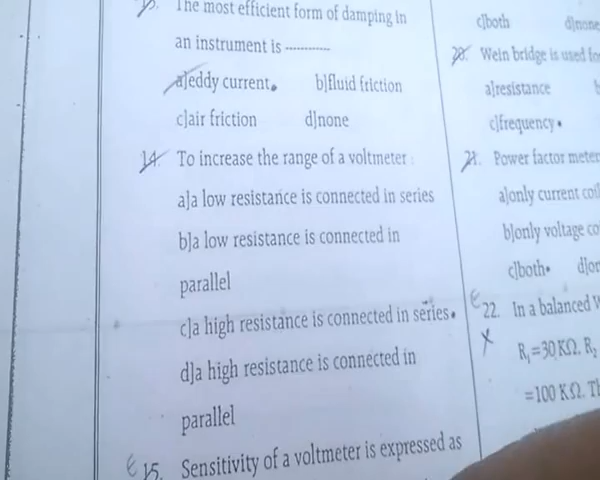 The most efficient form of damping in
an instrument is ------------
a]eddy current. b]fluid friction
c]air friction d]none
14. To increase the range of a voltmeter :
a]a low resistance is connected in series
b]a low resistance is connected in
parallel
c]a high resistance is connected in series.
d]a high resistance is connected in
parallel
15. Sensitivity of a voltmeter is expressed as
c]both d]none
20. Wein bridge is used for
a]resistance
c]frequency.
21. Power factor meter
a]only current coil
b]only voltage
c]both.
22. In a balanced
R₁=30KΩ. R₂
=100 KΩ.